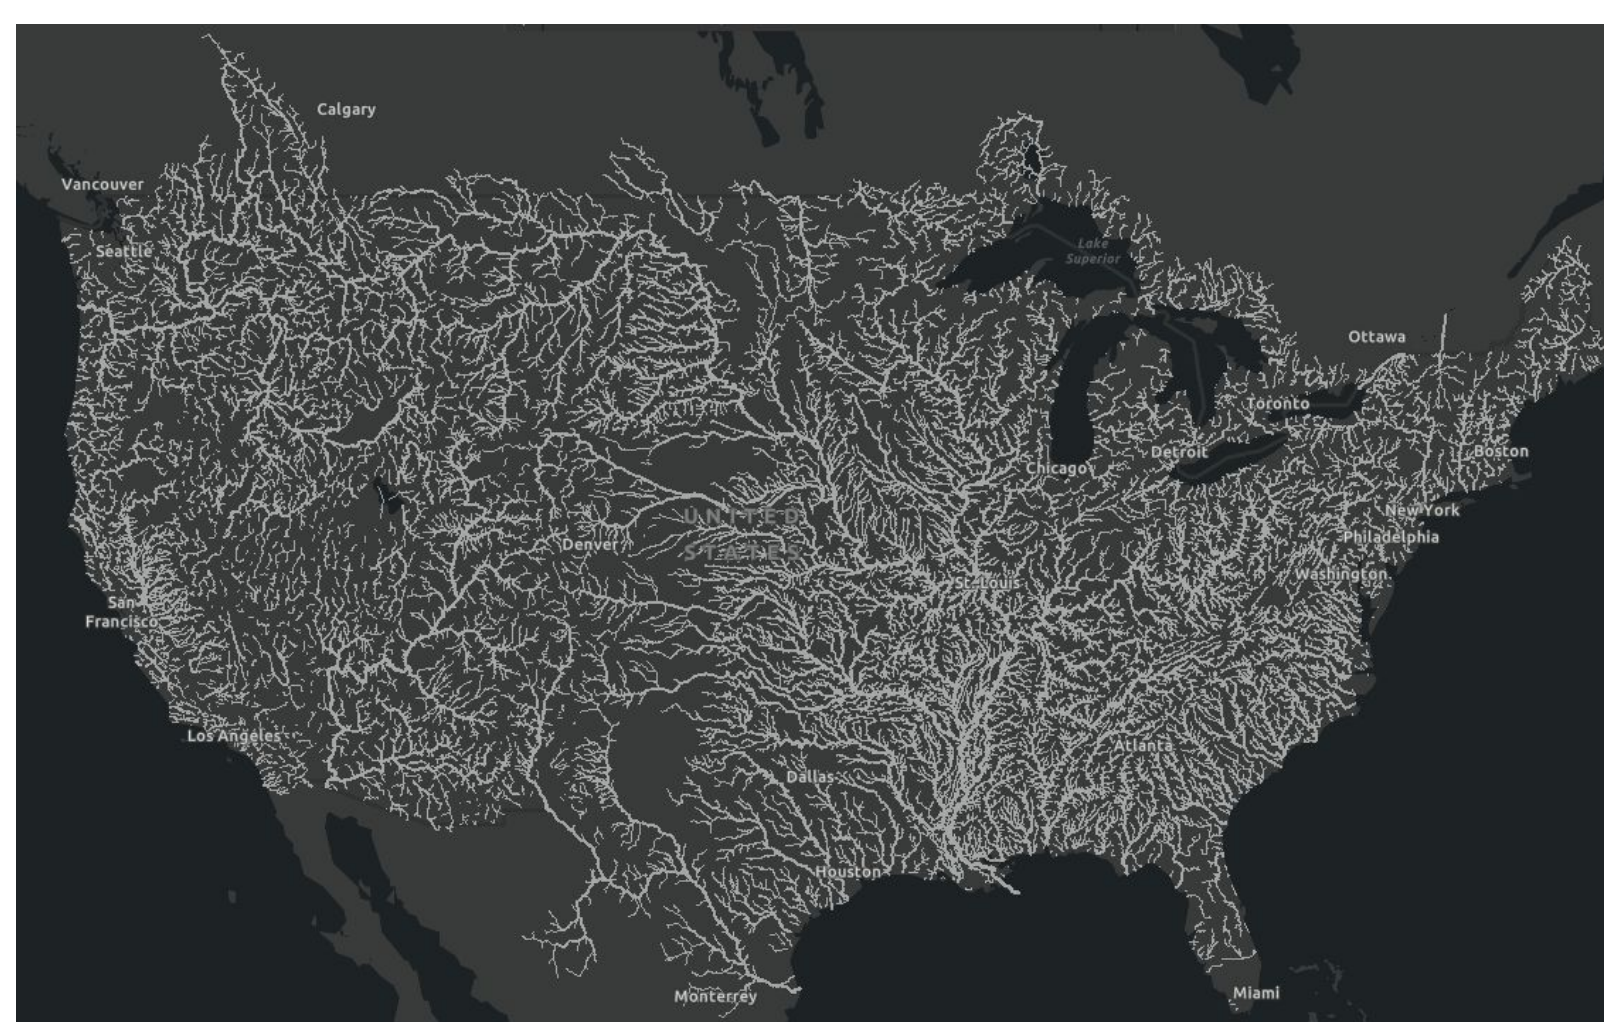 Calgary
Vancouver
Seattle
Lake
Superior
Ottawa
Toronto
Boston
Detroit
Chicago
New York
UNITED
Philadelphia
Denver
STATES
Washington
St. Louis
San
Francisco
Los Angeles
Atlanta
Dallas
Houston
Miami
Monterrey